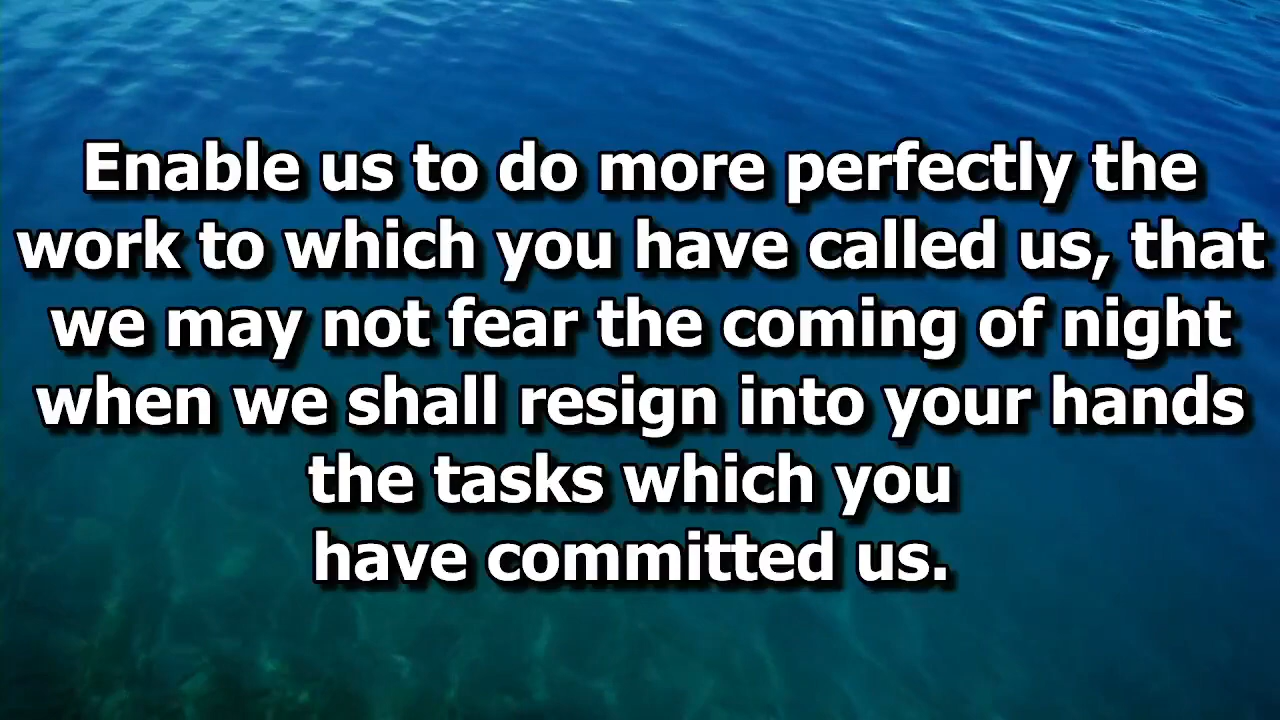 Enable us to do more perfectly the
work to which you have called us, that
we may not fear the coming of night
when we shall resign into your hands
the tasks which you
have committed us.